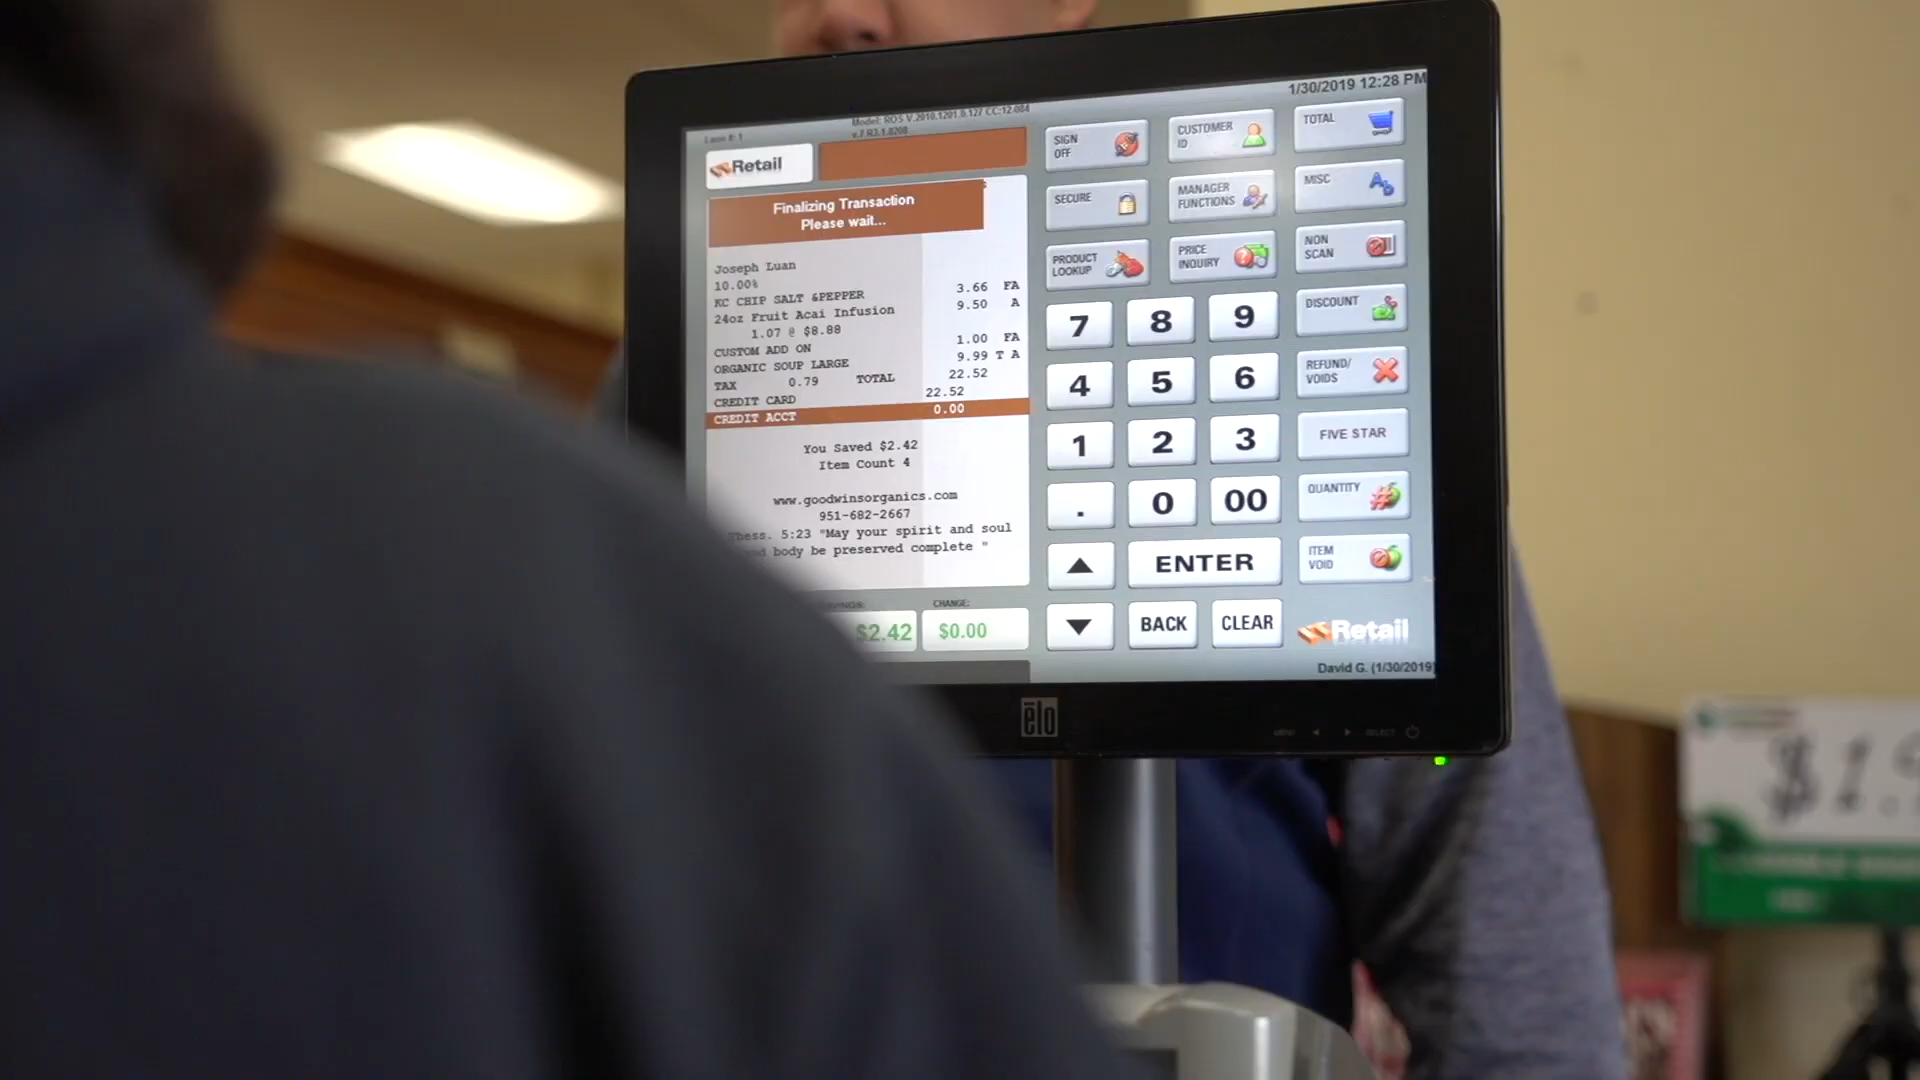 1/30/2019 12:28 PM
Lane #: 1
Model: ROS V.2010.1201.0.127 CC:12.084
v.7.R3.1.0208
Retail
Finalizing Transaction
Please wait...
Joseph Luan
10.00%
KC CHIP SALT &PEPPER 3.66 FA
24oz Fruit Acai Infusion 9.50 A
1.07 @ $8.88
CUSTOM ADD ON 1.00 FA
ORGANIC SOUP LARGE 9.99 T A
TAX 0.79 TOTAL 22.52
CREDIT CARD 22.52
CREDIT ACCT 0.00
You Saved $2.42
Item Count 4
www.goodwinsorganics.com
951-682-2667
Thess. 5:23 "May your spirit and soul
body be preserved complete "
$2.42
CHANGE:
$0.00
SIGN
OFF
CUSTOMER
ID
TOTAL
SECURE
MANAGER
FUNCTIONS
MISC
PRODUCT
LOOKUP
PRICE
INQUIRY
NON
SCAN
7 8 9
DISCOUNT
4 5 6
REFUND/
VOIDS
1 2 3
FIVE STAR
. 0 00
QUANTITY
ENTER
ITEM
VOID
BACK
CLEAR
Retail
David G. (1/30/2019)
elo
MENU
SELECT